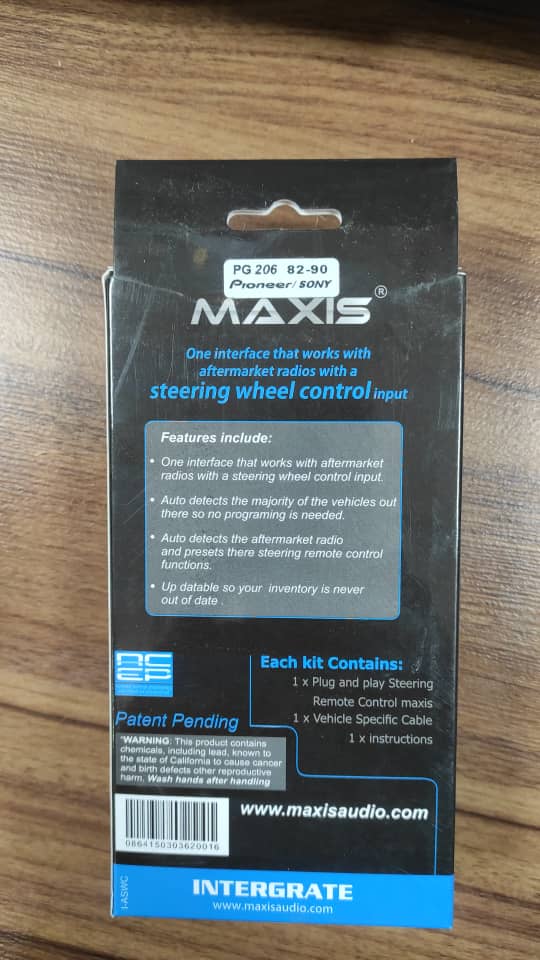 PG 206 82-90
Pioneer/ SONY
MAXIS®
One interface that works with
aftermarket radios with a
steering wheel control input
Features include:
• One interface that works with aftermarket
radios with a steering wheel control input.
• Auto detects the majority of the vehicles out
there so no programing is needed.
• Auto detects the aftermarket radio
and presets there steering remote control
functions.
• Up datable so your inventory is never
out of date .
Each kit Contains:
1 x Plug and play Steering
Remote Control maxis
1 x Vehicle Specific Cable
1 x instructions
Patent Pending
"WARNING: This product contains
chemicals, including lead, known to
the state of California to cause cancer
and birth defects other reproductive
harm. Wash hands after handling
www.maxisaudio.com
0864150303620016
I-ASWC
INTERGRATE
www.maxisaudio.com